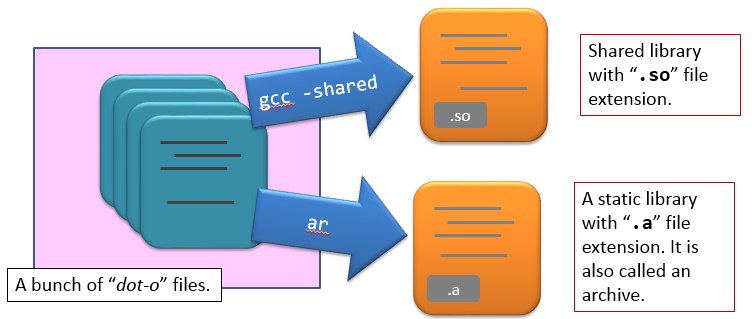 gcc -shared
.so
Shared library
with “.so” file
extension.
ar
.a
A static library
with “.a” file
extension. It is
also called an
archive.
A bunch of “dot-o” files.